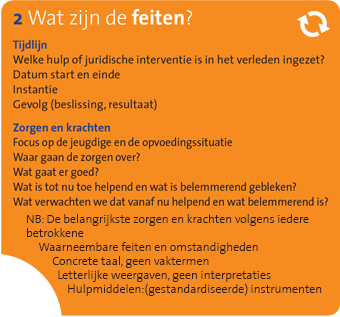 2 Wat zijn de feiten?
Tijdlijn
Welke hulp of juridische interventie is in het verleden ingezet?
Datum start en einde
Instantie
Gevolg (beslissing, resultaat)
Zorgen en krachten
Focus op de jeugdige en de opvoedingssituatie
Waar gaan de zorgen over?
Wat gaat er goed?
Wat is tot nu toe helpend en wat is belemmerend gebleken?
Wat verwachten we dat vanaf nu helpend en wat belemmerend is?
NB: De belangrijkste zorgen en krachten volgens iedere
betrokkene
Waarneembare feiten en omstandigheden
Concrete taal, geen vaktermen
Letterlijke weergaven, geen interpretaties
Hulpmiddelen:(gestandaardiseerde) instrumenten